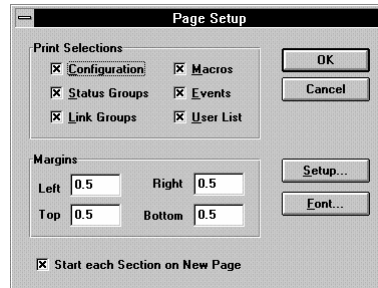 Page Setup
Print Selections
Configuration Macros
Status Groups Events
Link Groups User List
OK
Cancel
Margins
Left 0.5 Right 0.5
Top 0.5 Bottom 0.5
Setup...
Font...
Start each Section on New Page